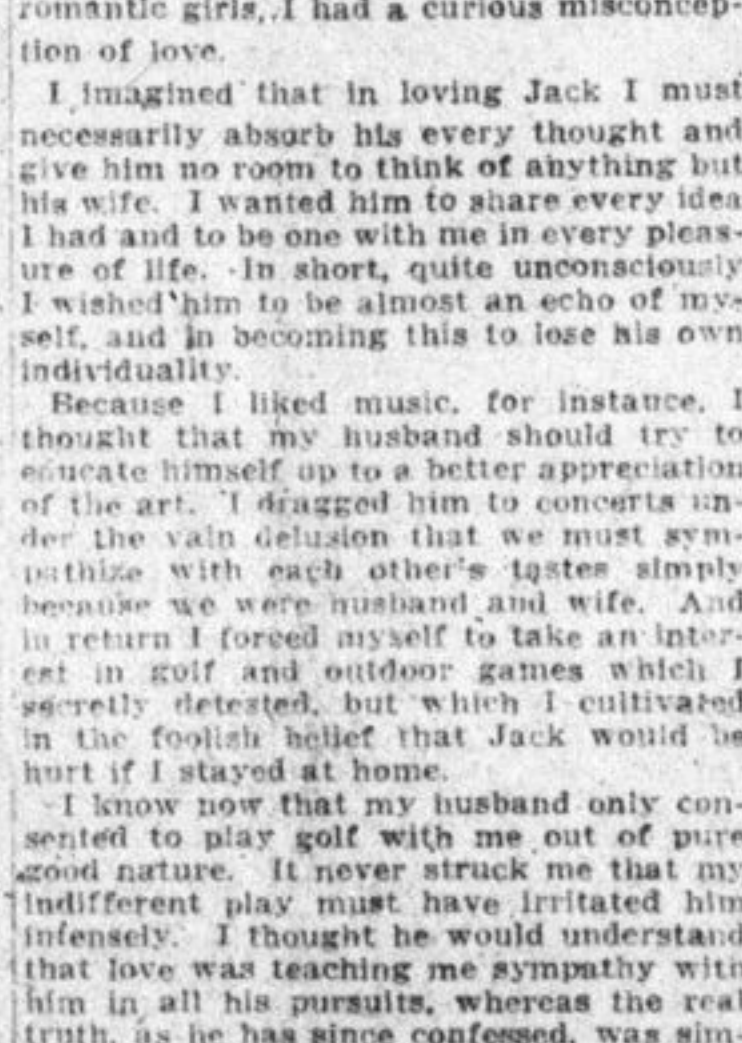 romantic girls, I had a curious misconcep-
tion of love.
I imagined that in loving Jack I must
necessarily absorb his every thought and
give him no room to think of anything but
his wife. I wanted him to share every idea
I had and to be one with me in every pleas-
ure of life. In short, quite unconsciously
I wished him to be almost an echo of my-
self, and in becoming this to lose his own
individuality.
Because I liked music, for instance, I
thought that my husband should try to
educate himself up to a better appreciation
of the art. I dragged him to concerts un-
der the vain delusion that we must sym-
pathize with each other's tastes simply
because we were husband and wife. And
in return I forced myself to take an inter-
est in golf and outdoor games which I
secretly detested, but which I cultivated
in the foolish belief that Jack would be
hurt if I stayed at home.
I know now that my husband only con-
sented to play golf with me out of pure
good nature. It never struck me that my
indifferent play must have irritated him
intensely. I thought he would understand
that love was teaching me sympathy with
him in all his pursuits, whereas the real
truth, as he has since confessed, was sim-